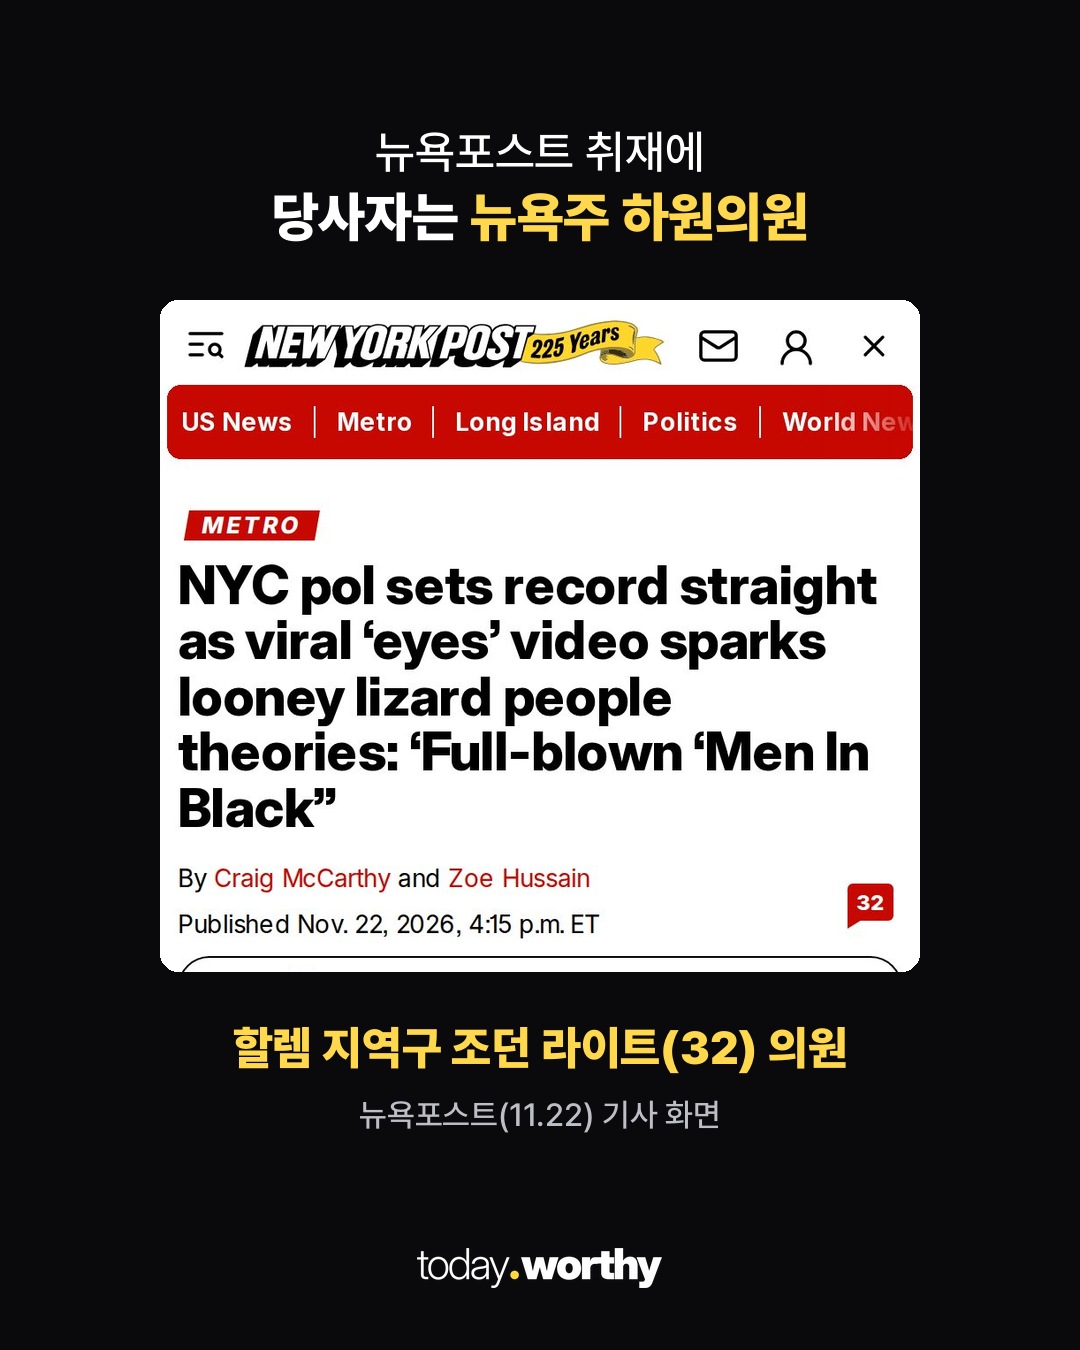 뉴욕포스트 취재에
당사자는 뉴욕주 하원의원
NEW YORK POST 225 Years
US News | Metro | Long Island | Politics | World New
METRO
NYC pol sets record straight
as viral ‘eyes’ video sparks
looney lizard people
theories: ‘Full-blown ‘Men In
Black”
By Craig McCarthy and Zoe Hussain
Published Nov. 22, 2026, 4:15 p.m. ET
32
할렘 지역구 조던 라이트(32) 의원
뉴욕포스트(11.22) 기사 화면
today.worthy